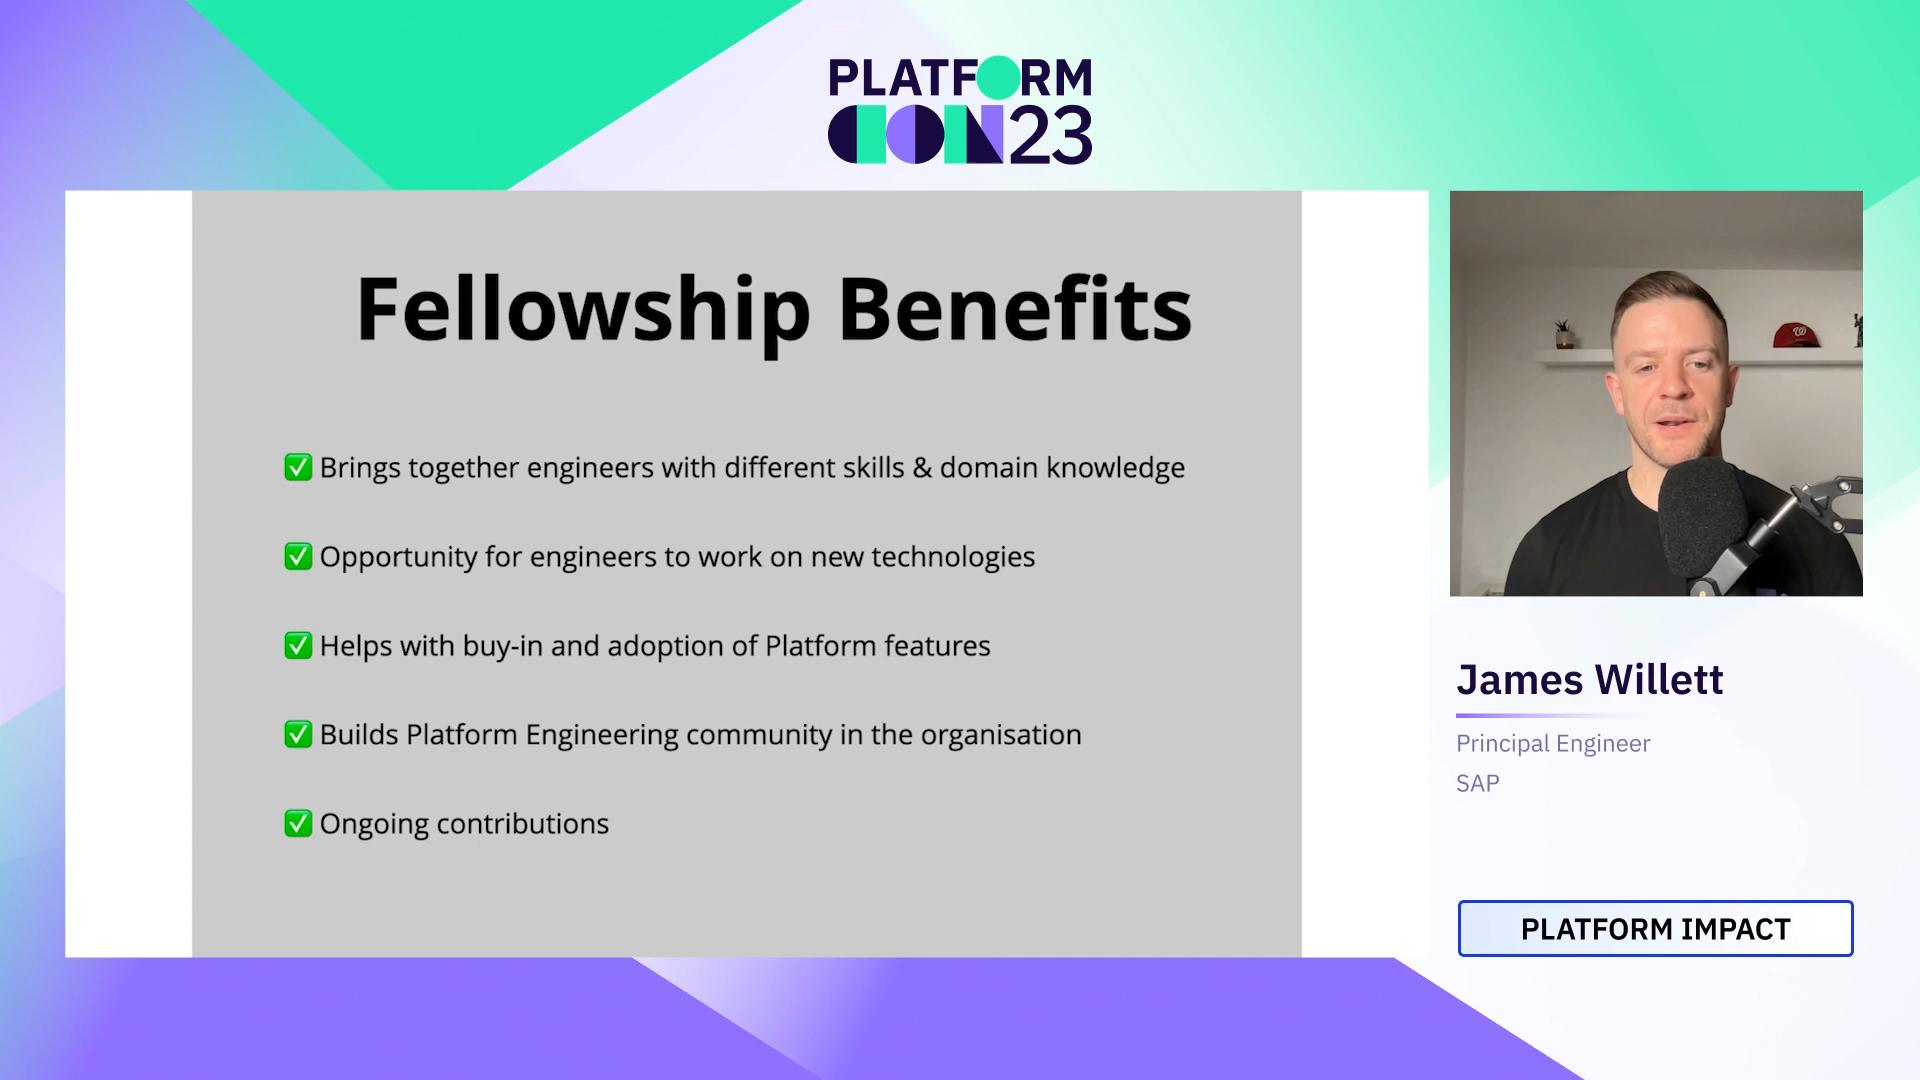 PLATFORM
CON23
Fellowship Benefits
✅ Brings together engineers with different skills & domain knowledge
✅ Opportunity for engineers to work on new technologies
✅ Helps with buy-in and adoption of Platform features
✅ Builds Platform Engineering community in the organisation
✅ Ongoing contributions
W
James Willett
Principal Engineer
SAP
PLATFORM IMPACT